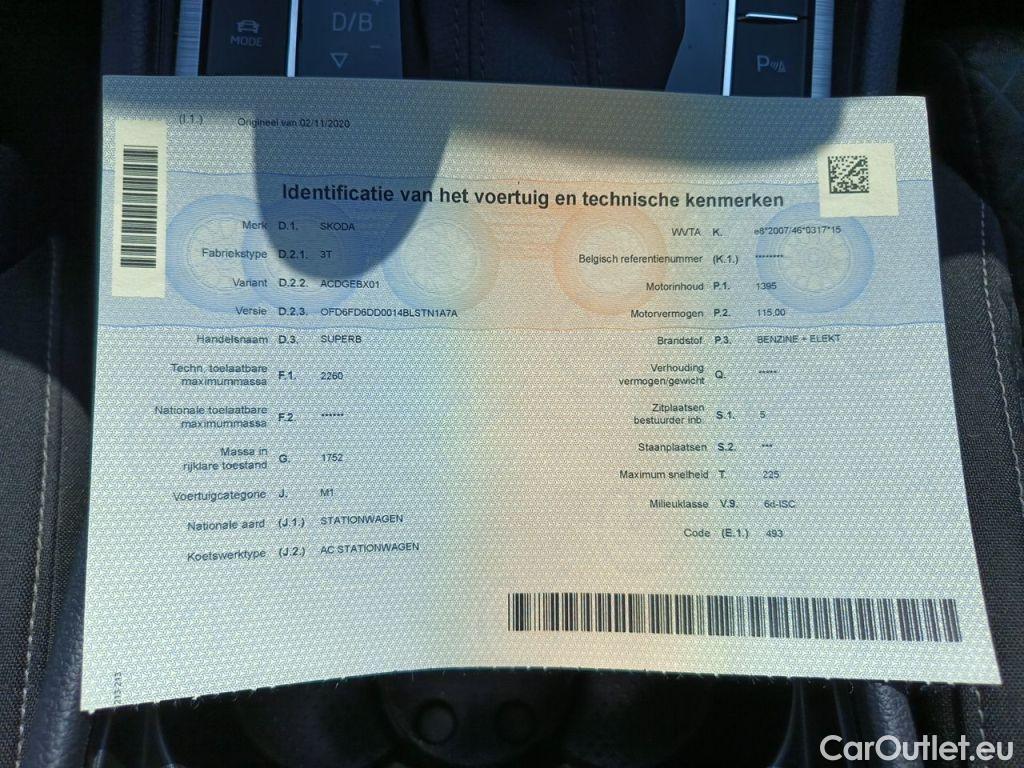 MODE
D/B
P
(I.1.) Origineel van 02/11/2020
Identificatie van het voertuig en technische kenmerken
Merk D.1. SKODA
Fabriekstype D.2.1. 3T
Variant D.2.2. ACDGEBX01
Versie D.2.3. OFD6FD6DD0014BLSTN1A7A
Handelsnaam D.3. SUPERB
Techn. toelaatbare
maximummassa F.1. 2260
Nationale toelaatbare
maximummassa F.2. ******
Massa in
rijklare toestand G. 1752
Voertuigcategorie J. M1
Nationale aard (J.1.) STATIONWAGEN
Koetswerktype (J.2.) AC STATIONWAGEN
WVTA K. e8*2007/46*0317*15
Belgisch referentienummer (K.1.) ********
Motorinhoud P.1. 1395
Motorvermogen P.2. 115,00
Brandstof P.3. BENZINE + ELEKT
Verhouding
vermogen/gewicht Q. *****
Zitplaatsen
bestuurder inb. S.1. 5
Staanplaatsen S.2. ***
Maximum snelheid T. 225
Milieuklasse V.9. 6d-ISC
Code (E.1.) 493
CarOutlet.eu